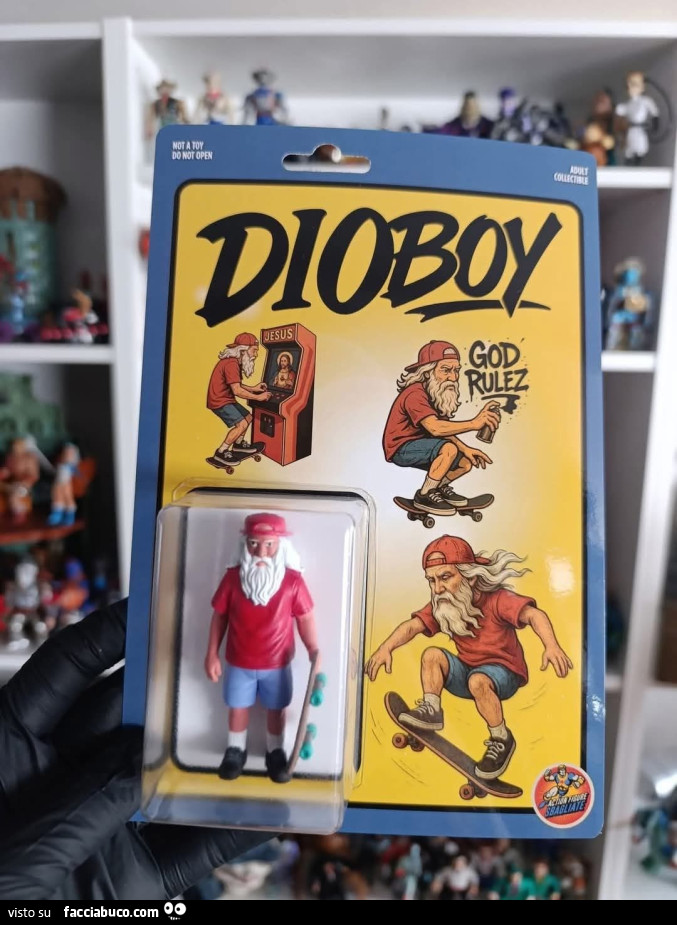 NOT A TOY
DO NOT OPEN
ADULT
COLLECTIBLE
DIOBOY
JESUS
GOD
RULEZ
ACTION FIGURE
SBAGLIATE
visto su facciabuco.com